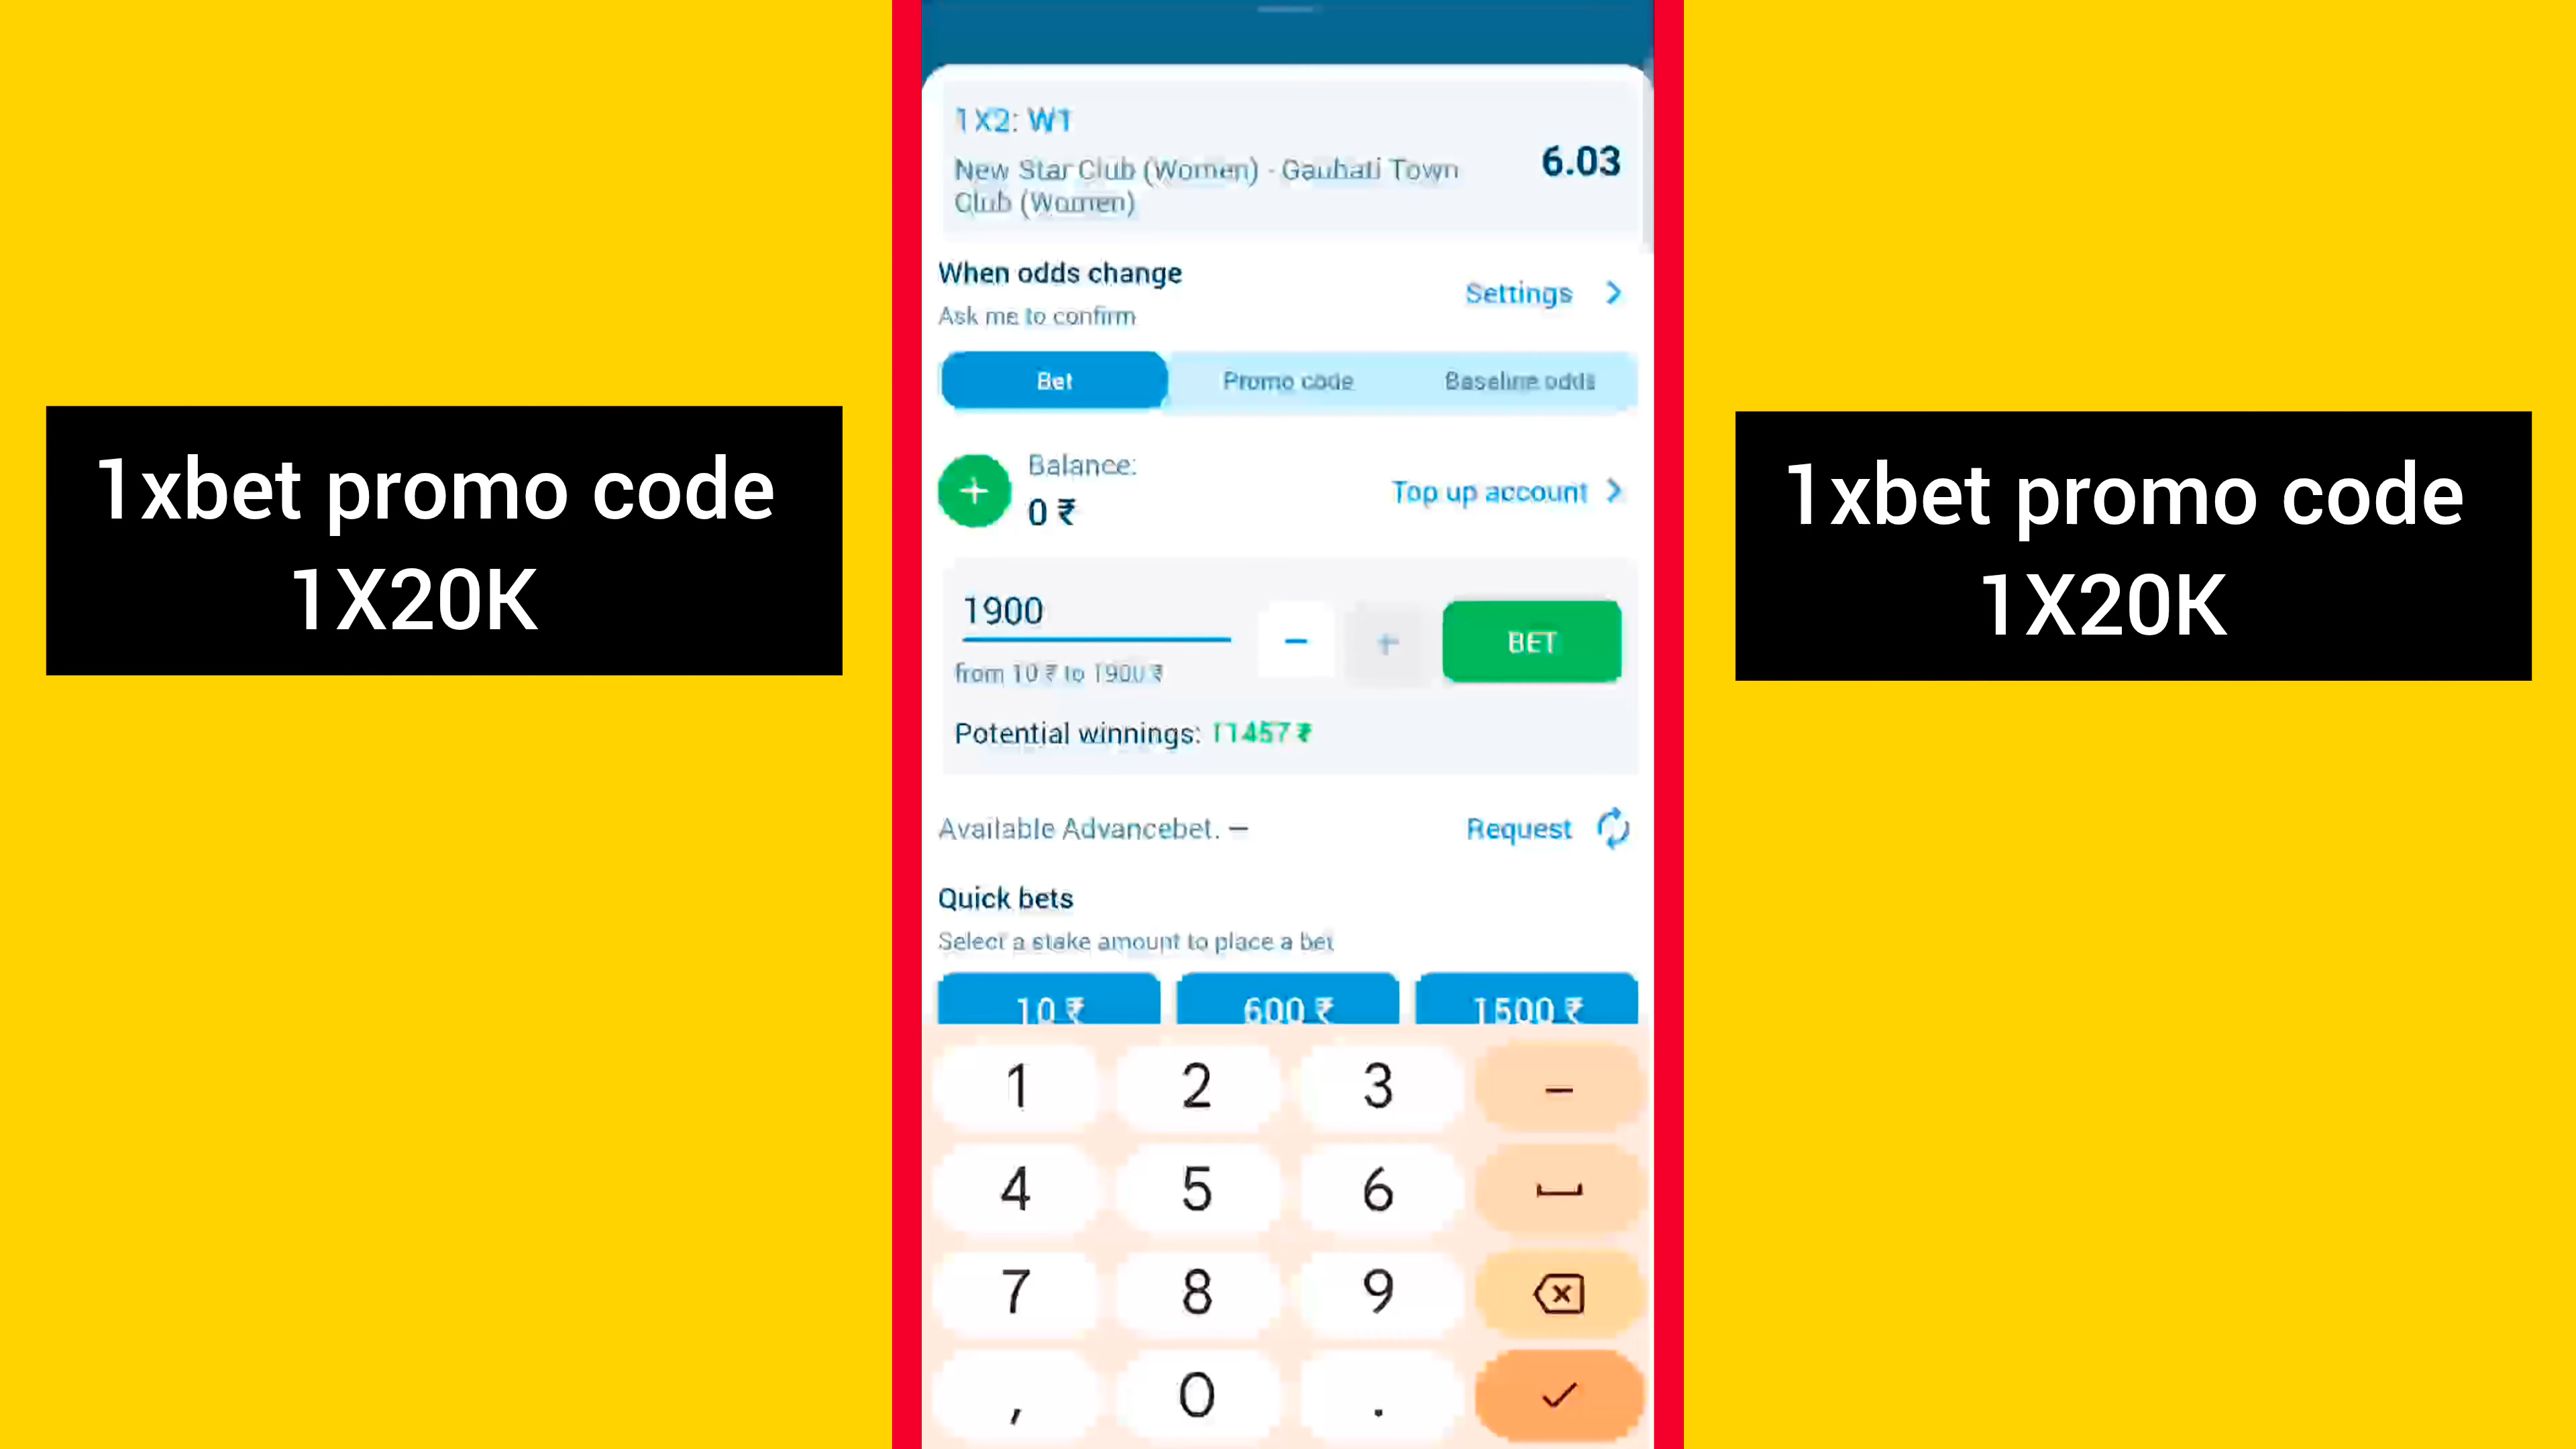 1xbet promo code
1X20K
1X2: W1
6.03
New Star Club (Women) - Gauhati Town
Club (Women)
When odds change
Settings
Ask me to confirm
Bet Promo code Baseline odds
Balance:
0 ₹
Top up account
1900
- +
BET
from 10 ₹ to 1900 ₹
Potential winnings: 11457 ₹
Available Advancebet. —
Request
Quick bets
Select a stake amount to place a bet
10 ₹ 600 ₹ 1500 ₹
1 2 3 –
4 5 6
7 8 9
, 0 .
1xbet promo code
1X20K